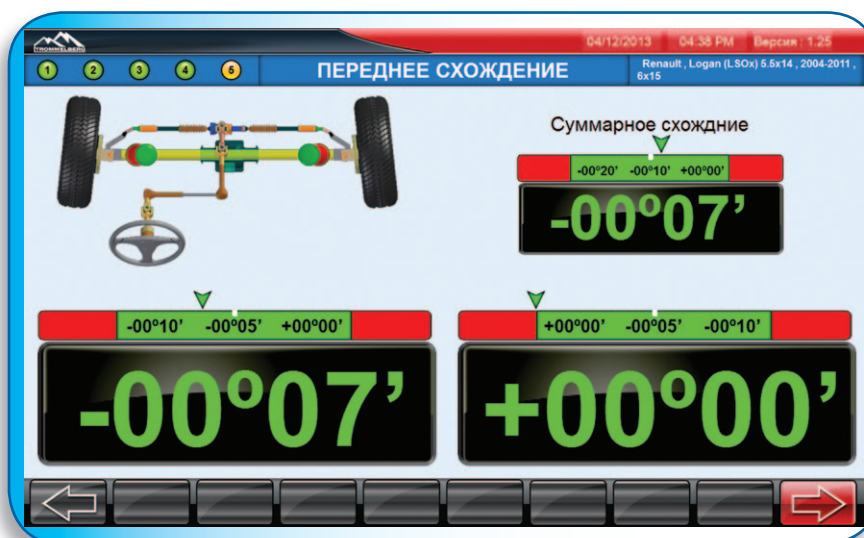 TROMMELBERG
04/12/2013 04:38 PM Версия : 1.25
1 2 3 4 5
ПЕРЕДНЕЕ СХОЖДЕНИЕ
Renault , Logan (LSOx) 5.5x14 , 2004-2011 ,
6x15
Суммарное схождние
-00º20’ -00º10’ +00º00’
-00º07’
-00º10’ -00º05’ +00º00’
-00º07’
+00º00’ -00º05’ -00º10’
+00º00’